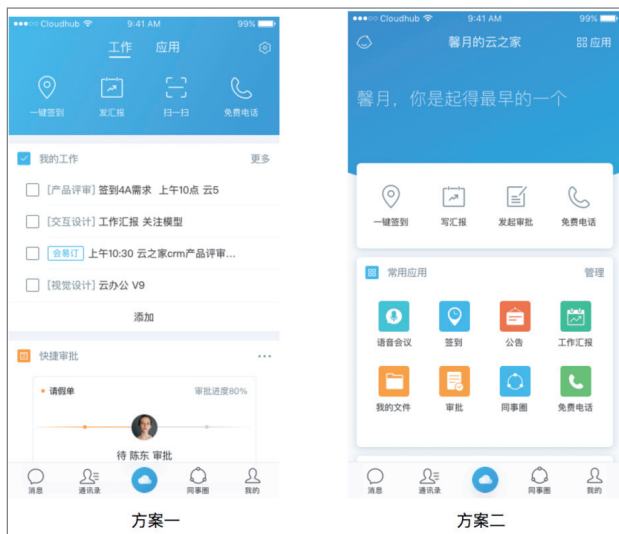 Cloudhub 9:41 AM 99%
工作 应用
一键签到 发汇报 扫一扫 免费电话
我的工作 更多
[产品评审] 签到4A需求 上午10点 云5
[交互设计] 工作汇报 关注模型
会易订 上午10:30 云之家crm产品评审...
[视觉设计] 云办公 V9
添加
快捷审批
请假单 审批进度80%
待 陈东 审批
消息 通讯录 同事圈 我的
方案一
Cloudhub 9:41 AM 99%
馨月的云之家 应用
馨月，你是起得最早的一个
一键签到 写汇报 发起审批 免费电话
常用应用 管理
语音会议 签到 公告 工作汇报
我的文件 审批 同事圈 免费电话
消息 通讯录 同事圈 我的
方案二